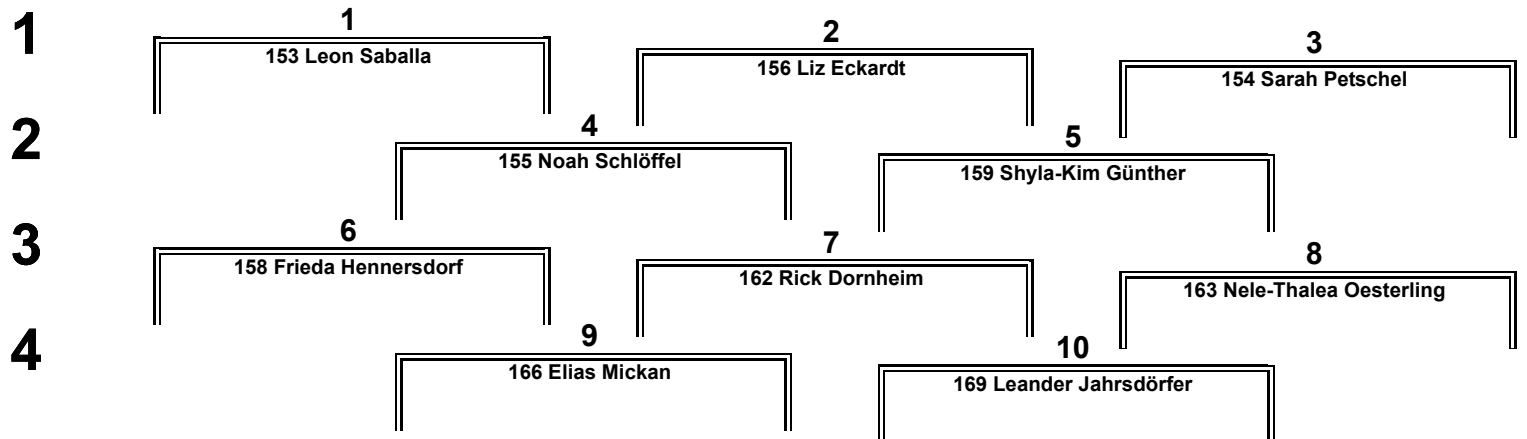 1
1
153 Leon Saballa
2
156 Liz Eckardt
3
154 Sarah Petschel
2
4
155 Noah Schlöffel
5
159 Shyla-Kim Günther
3
6
158 Frieda Hennersdorf
7
162 Rick Dornheim
8
163 Nele-Thalea Oesterling
4
9
166 Elias Mickan
10
169 Leander Jahrsdörfer